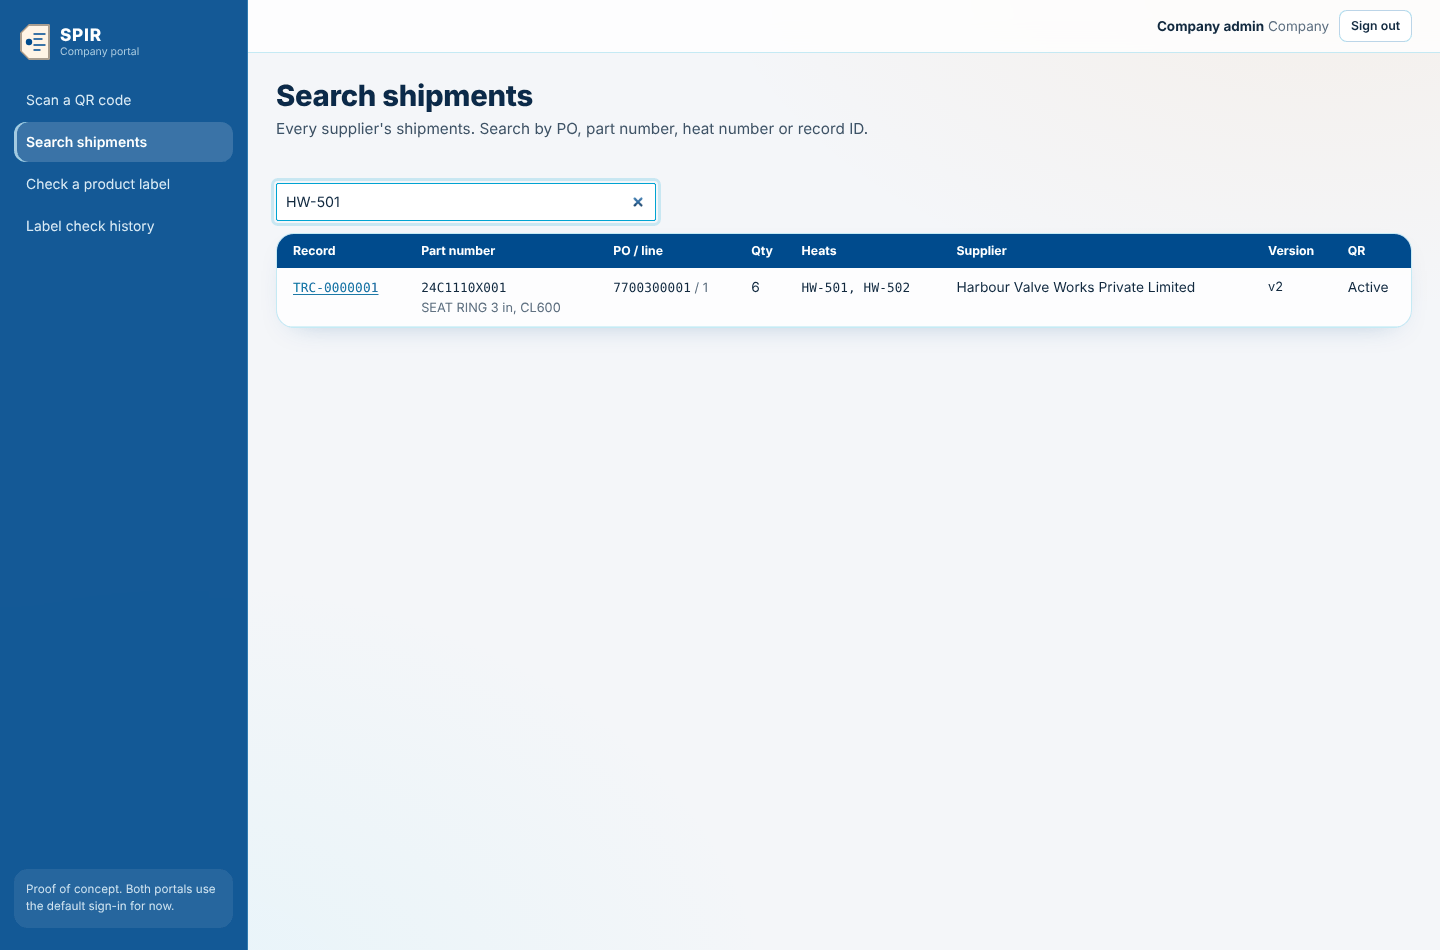 SPIR
Company portal
Scan a QR code
Search shipments
Check a product label
Label check history
Proof of concept. Both portals use
the default sign-in for now.
Company admin Company
Sign out
Search shipments
Every supplier's shipments. Search by PO, part number, heat number or record ID.
HW-501
Record Part number PO / line Qty Heats Supplier Version QR
TRC-0000001 24C1110X001 7700300001 / 1 6 HW-501, HW-502 Harbour Valve Works Private Limited v2 Active
SEAT RING 3 in, CL600